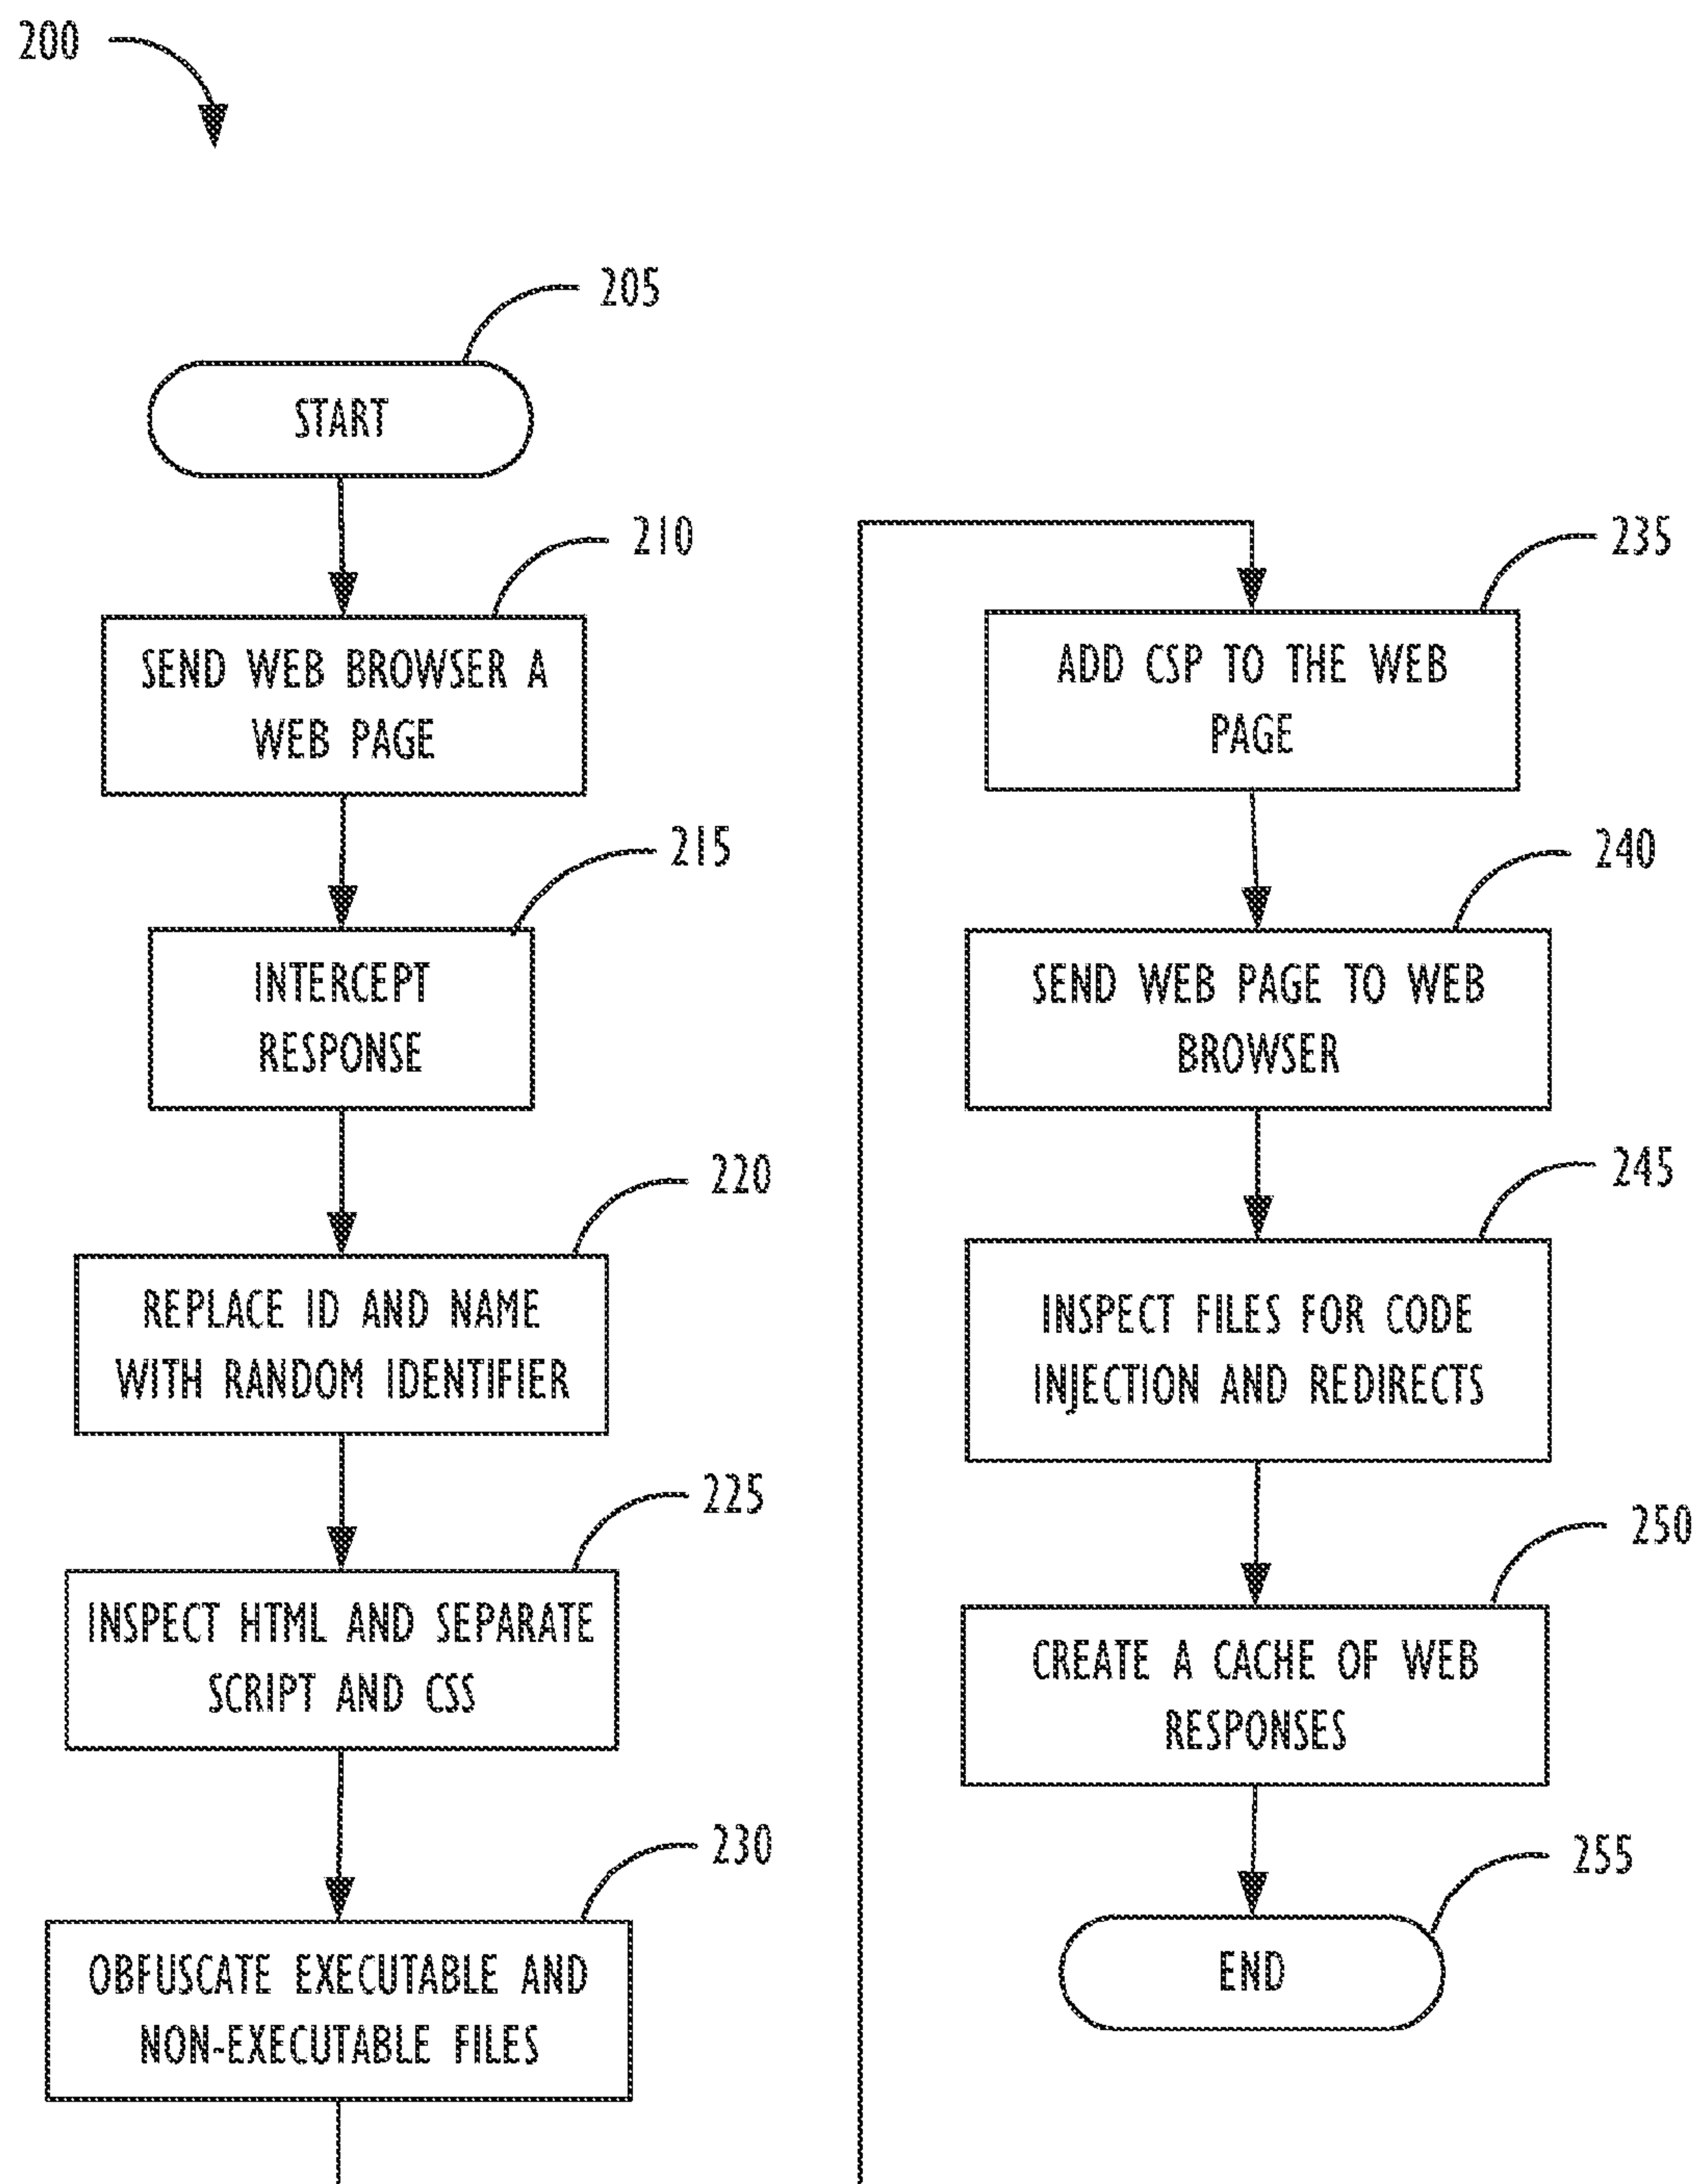 200
205
START
210
SEND WEB BROWSER A
WEB PAGE
215
INTERCEPT
RESPONSE
220
REPLACE ID AND NAME
WITH RANDOM IDENTIFIER
225
INSPECT HTML AND SEPARATE
SCRIPT AND CSS
230
OBFUSCATE EXECUTABLE AND
NON-EXECUTABLE FILES
235
ADD CSP TO THE WEB
PAGE
240
SEND WEB PAGE TO WEB
BROWSER
245
INSPECT FILES FOR CODE
INJECTION AND REDIRECTS
250
CREATE A CACHE OF WEB
RESPONSES
255
END